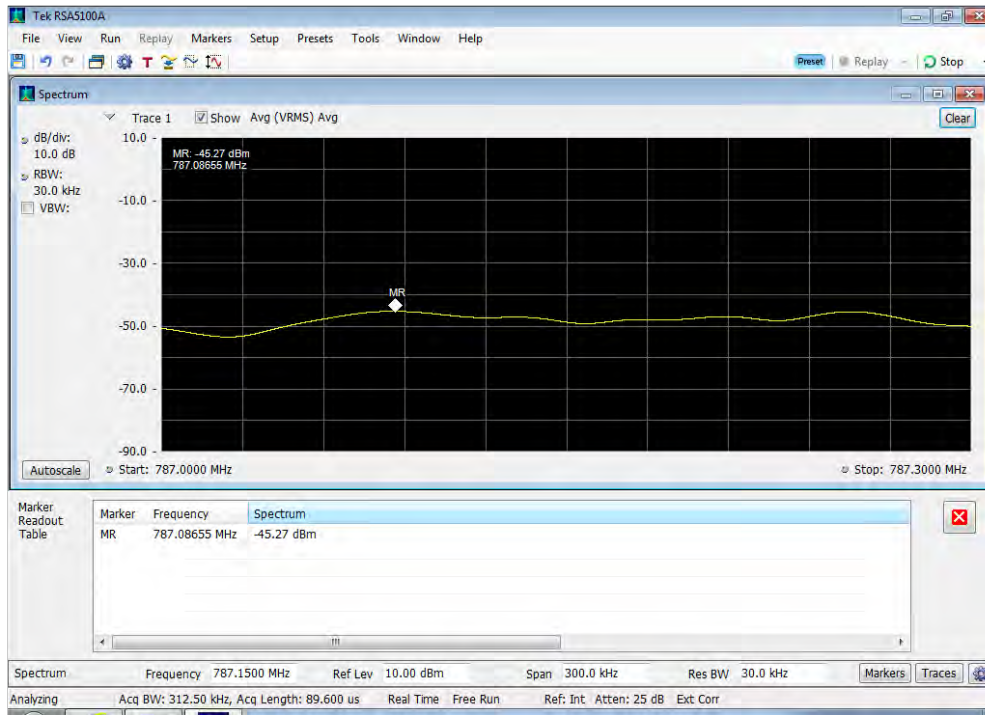 Tek RSA5100A
File View Run Replay Markers Setup Presets Tools Window Help
T Preset Replay Stop
Spectrum
Trace 1 Show Avg (VRMS) Avg Clear
dB/div:
10.0 dB
RBW:
30.0 kHz
VBW:
10.0
MR: -45.27 dBm
787.08655 MHz
-10.0
-30.0
MR
-50.0
-70.0
-90.0
Autoscale Start: 787.0000 MHz Stop: 787.3000 MHz
Marker
Readout
Table
Marker Frequency Spectrum
MR 787.08655 MHz -45.27 dBm
Spectrum Frequency 787.1500 MHz Ref Lev 10.00 dBm Span 300.0 kHz Res BW 30.0 kHz Markers Traces
Analyzing Acq BW: 312.50 kHz, Acq Length: 89.600 us Real Time Free Run Ref: Int Atten: 25 dB Ext Corr